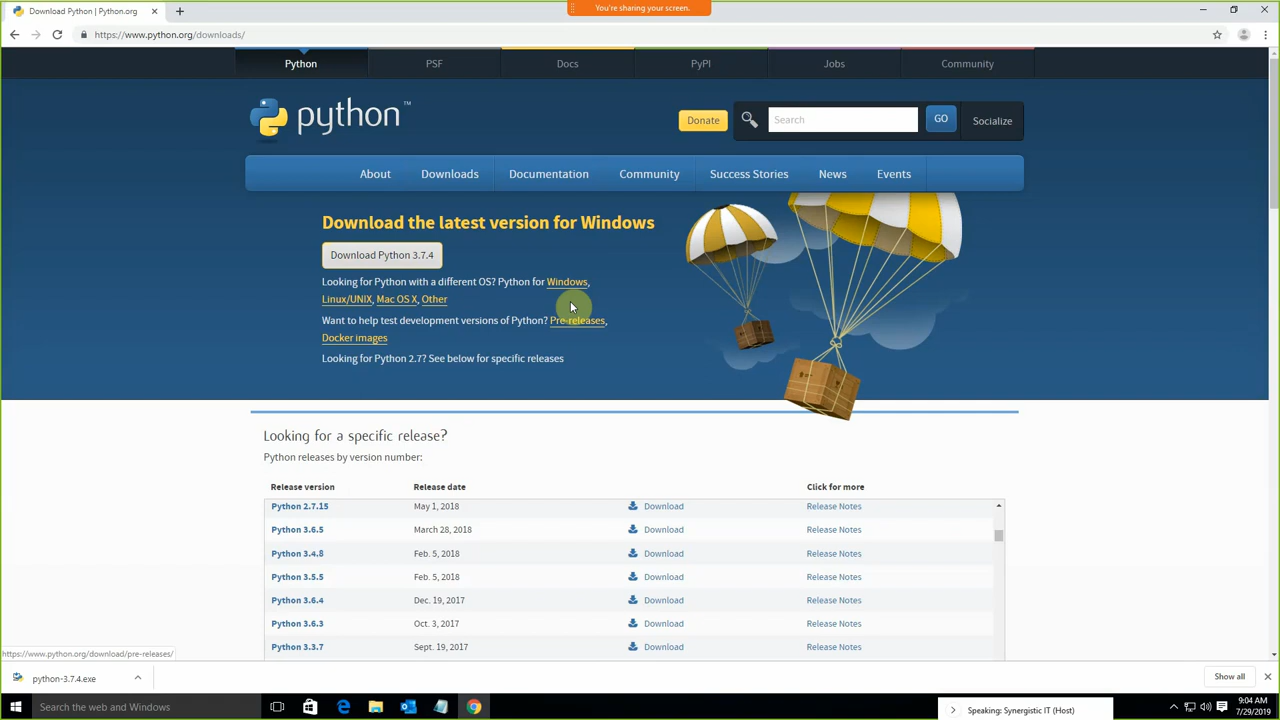 Download Python | Python.org
You're sharing your screen.
https://www.python.org/downloads/
Python PSF Docs PyPI Jobs Community
python™
Donate Search GO Socialize
About Downloads Documentation Community Success Stories News Events
Download the latest version for Windows
Download Python 3.7.4
Looking for Python with a different OS? Python for Windows,
Linux/UNIX, Mac OS X, Other
Want to help test development versions of Python? Pre-releases,
Docker images
Looking for Python 2.7? See below for specific releases
Looking for a specific release?
Python releases by version number:
Release version Release date Click for more
Python 2.7.15 May 1, 2018 Download Release Notes
Python 3.6.5 March 28, 2018 Download Release Notes
Python 3.4.8 Feb. 5, 2018 Download Release Notes
Python 3.5.5 Feb. 5, 2018 Download Release Notes
Python 3.6.4 Dec. 19, 2017 Download Release Notes
Python 3.6.3 Oct. 3, 2017 Download Release Notes
Python 3.3.7 Sept. 19, 2017 Download Release Notes
https://www.python.org/download/pre-releases/
python-3.7.4.exe Show all
Search the web and Windows
Speaking: Synergistic IT (Host)
9:04 AM
7/29/2019